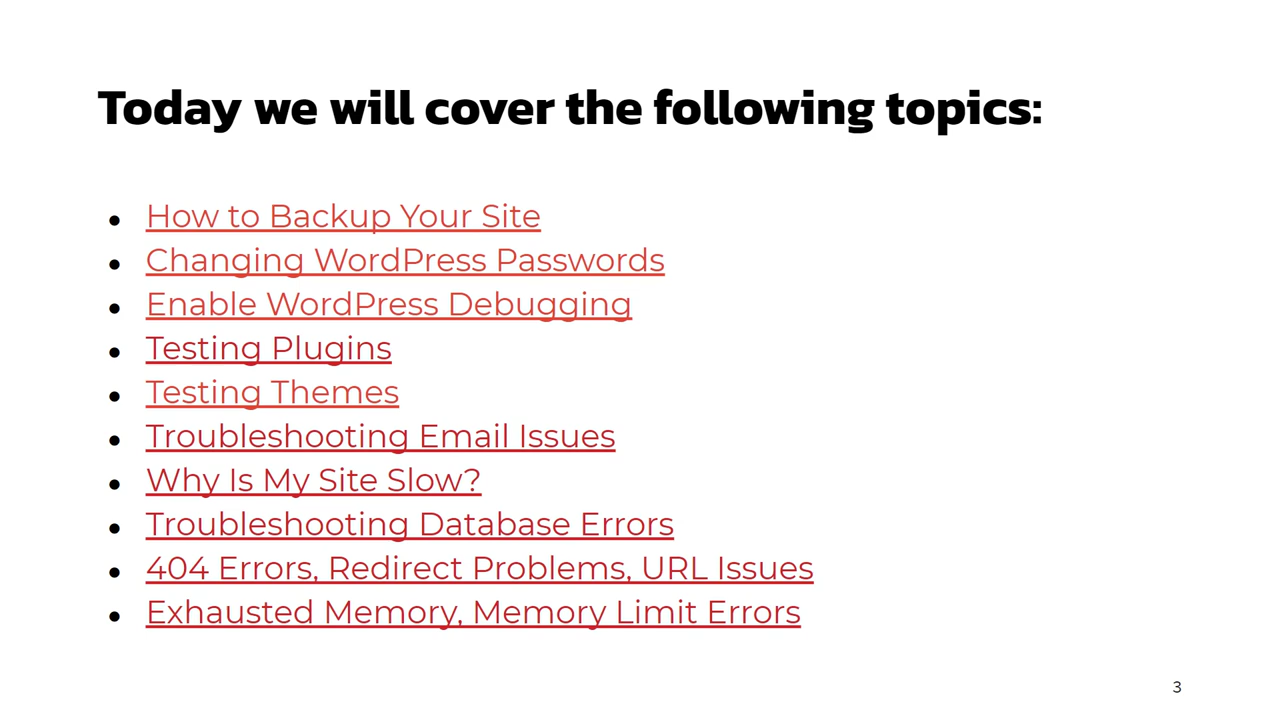 Today we will cover the following topics:
• How to Backup Your Site
• Changing WordPress Passwords
• Enable WordPress Debugging
• Testing Plugins
• Testing Themes
• Troubleshooting Email Issues
• Why Is My Site Slow?
• Troubleshooting Database Errors
• 404 Errors, Redirect Problems, URL Issues
• Exhausted Memory, Memory Limit Errors
3